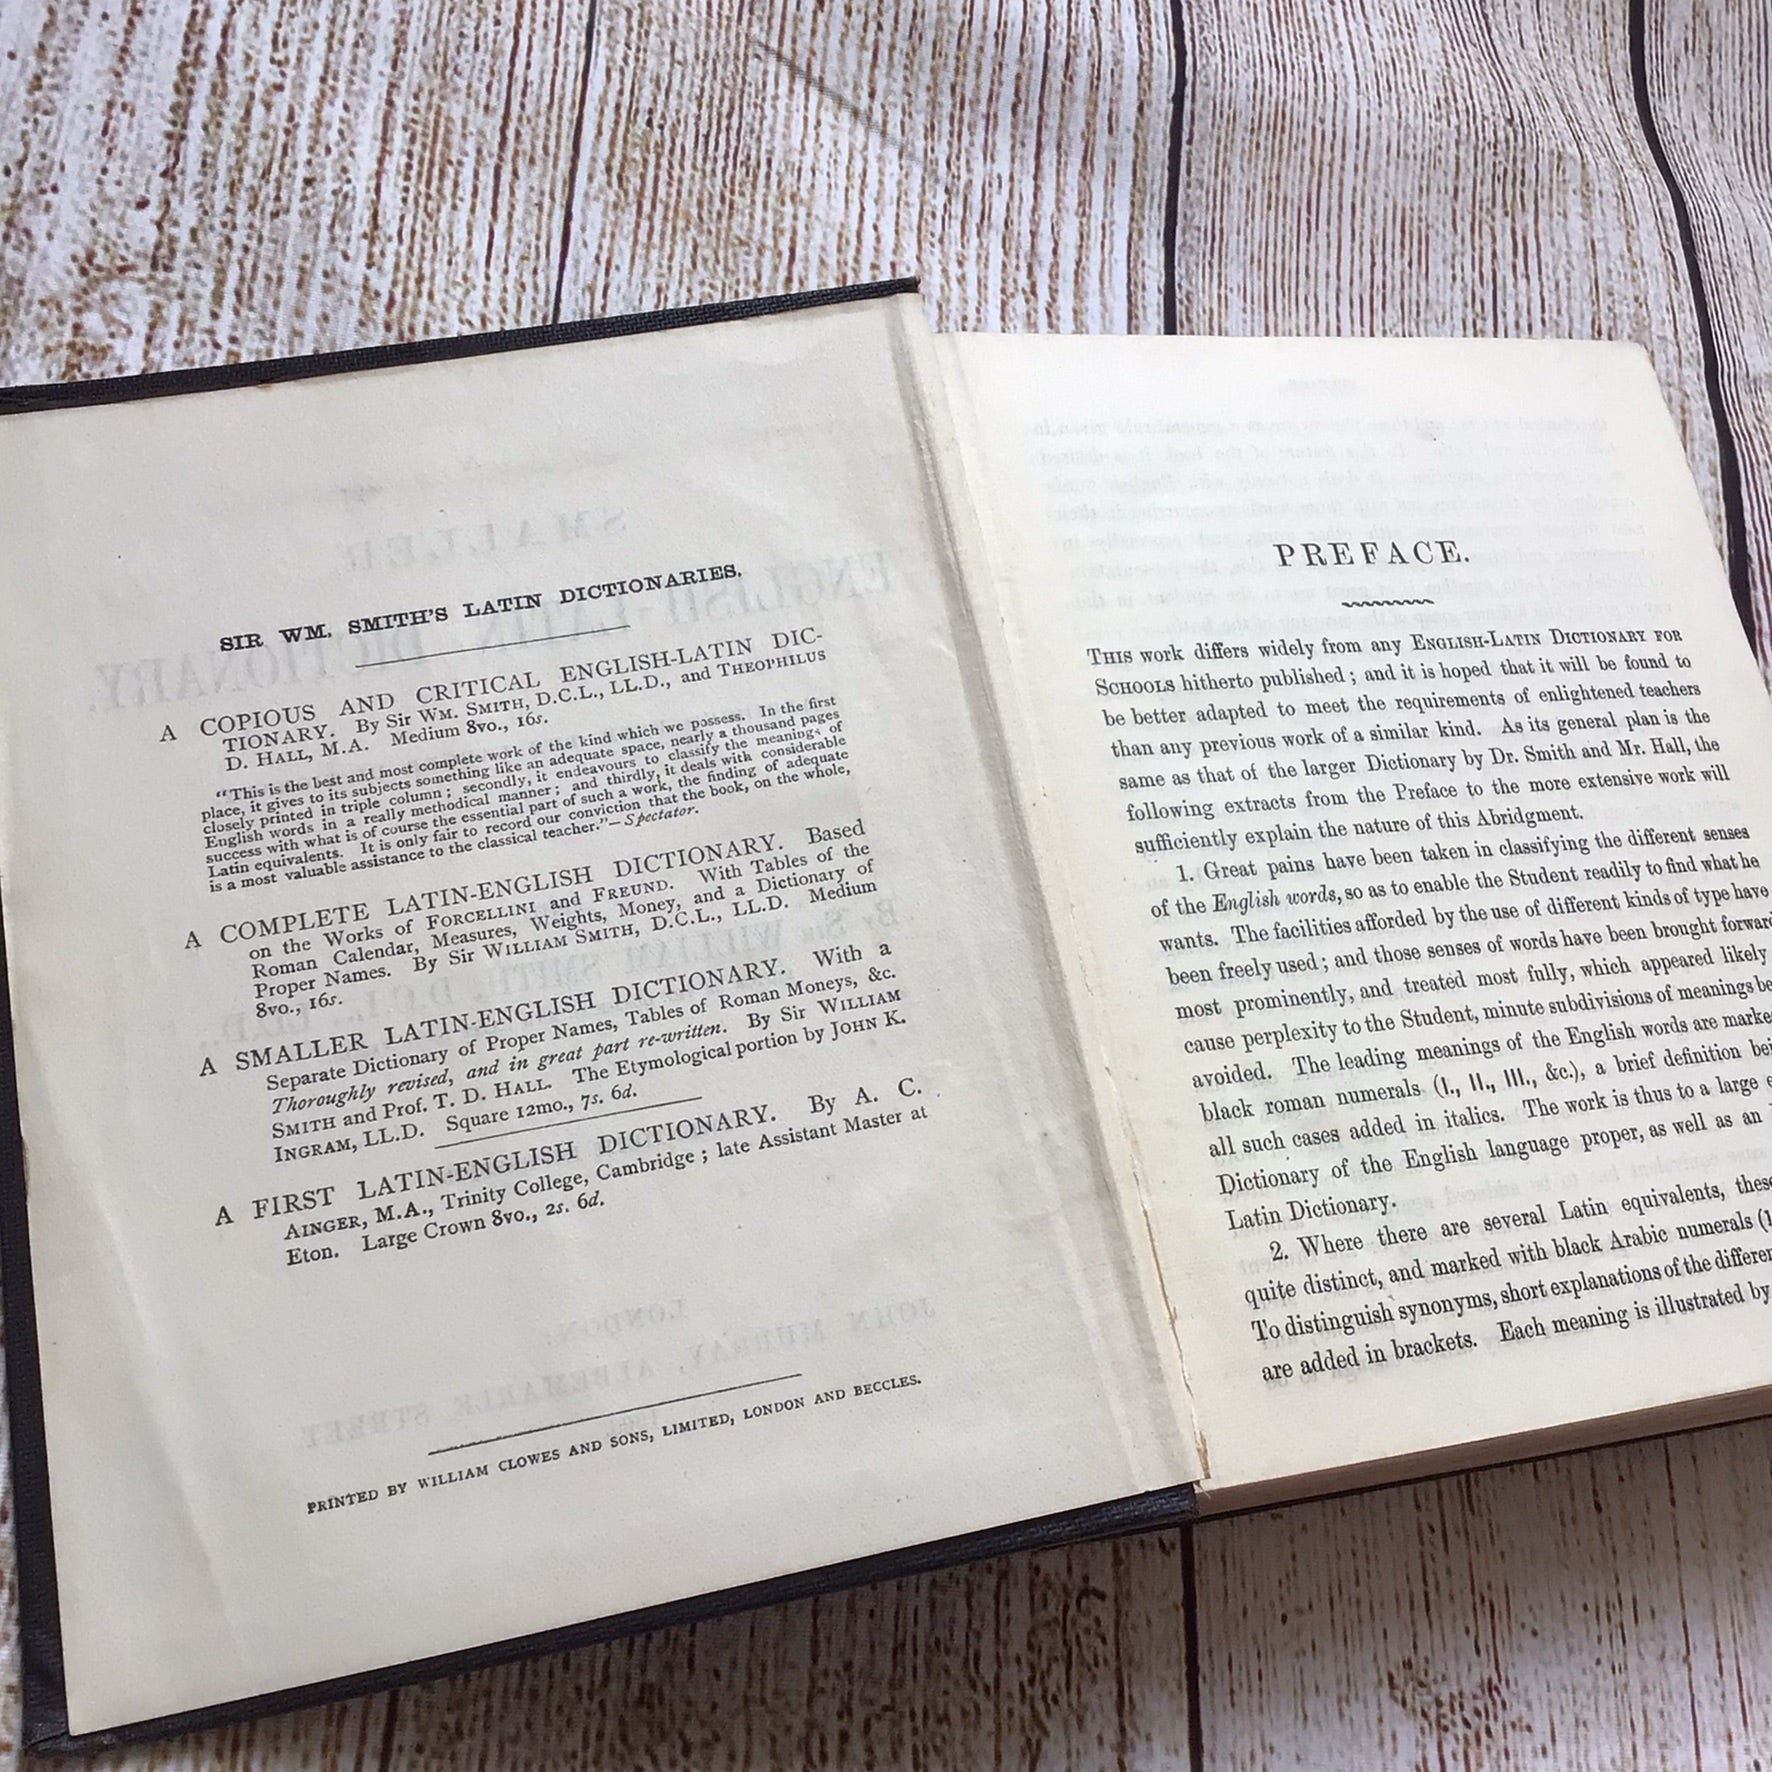 SIR WM. SMITH'S LATIN DICTIONARIES.
A COPIOUS AND CRITICAL ENGLISH-LATIN DIC-
TIONARY. By Sir WM. SMITH, D.C.L., LL.D., and THEOPHILUS
D. HALL, M.A. Medium 8vo., 16s.
"This is the best and most complete work of the kind which we possess. In the first
place, it gives to its subjects something like an adequate space, nearly a thousand pages
closely printed in triple column; secondly, it endeavours to classify the meanings of
English words in a really methodical manner; and thirdly, it deals with considerable
success with what is of course the essential part of such a work, the finding of adequate
Latin equivalents. It is only fair to record our conviction that the book, on the whole,
is a most valuable assistance to the classical teacher."—Spectator.
A COMPLETE LATIN-ENGLISH DICTIONARY. Based
on the Works of FORCELLINI and FREUND. With Tables of the
Roman Calendar, Measures, Weights, Money, and a Dictionary of
Proper Names. By Sir WILLIAM SMITH, D.C.L., LL.D. Medium
8vo., 16s.
A SMALLER LATIN-ENGLISH DICTIONARY. With a
Separate Dictionary of Proper Names, Tables of Roman Moneys, &c.
Thoroughly revised, and in great part re-written. By Sir WILLIAM
SMITH and Prof. T. D. HALL. The Etymological portion by JOHN K.
INGRAM, LL.D. Square 12mo., 7s. 6d.
A FIRST LATIN-ENGLISH DICTIONARY. By A. C.
AINGER, M.A., Trinity College, Cambridge; late Assistant Master at
Eton. Large Crown 8vo., 2s. 6d.
PRINTED BY WILLIAM CLOWES AND SONS, LIMITED, LONDON AND BECCLES.
PREFACE.
THIS work differs widely from any ENGLISH-LATIN DICTIONARY FOR
SCHOOLS hitherto published; and it is hoped that it will be found to
be better adapted to meet the requirements of enlightened teachers
than any previous work of a similar kind. As its general plan is the
same as that of the larger Dictionary by Dr. Smith and Mr. Hall, the
following extracts from the Preface to the more extensive work will
sufficiently explain the nature of this Abridgment.
1. Great pains have been taken in classifying the different senses
of the English words, so as to enable the Student readily to find what he
wants. The facilities afforded by the use of different kinds of type have
been freely used; and those senses of words have been brought forward
most prominently, and treated most fully, which appeared likely
cause perplexity to the Student, minute subdivisions of meanings be
avoided. The leading meanings of the English words are marke
black roman numerals (I., II., III., &c.), a brief definition bei
all such cases added in italics. The work is thus to a large e
Dictionary of the English language proper, as well as an
Latin Dictionary.
2. Where there are several Latin equivalents, these
quite distinct, and marked with black Arabic numerals (1
To distinguish synonyms, short explanations of the differen
are added in brackets. Each meaning is illustrated by